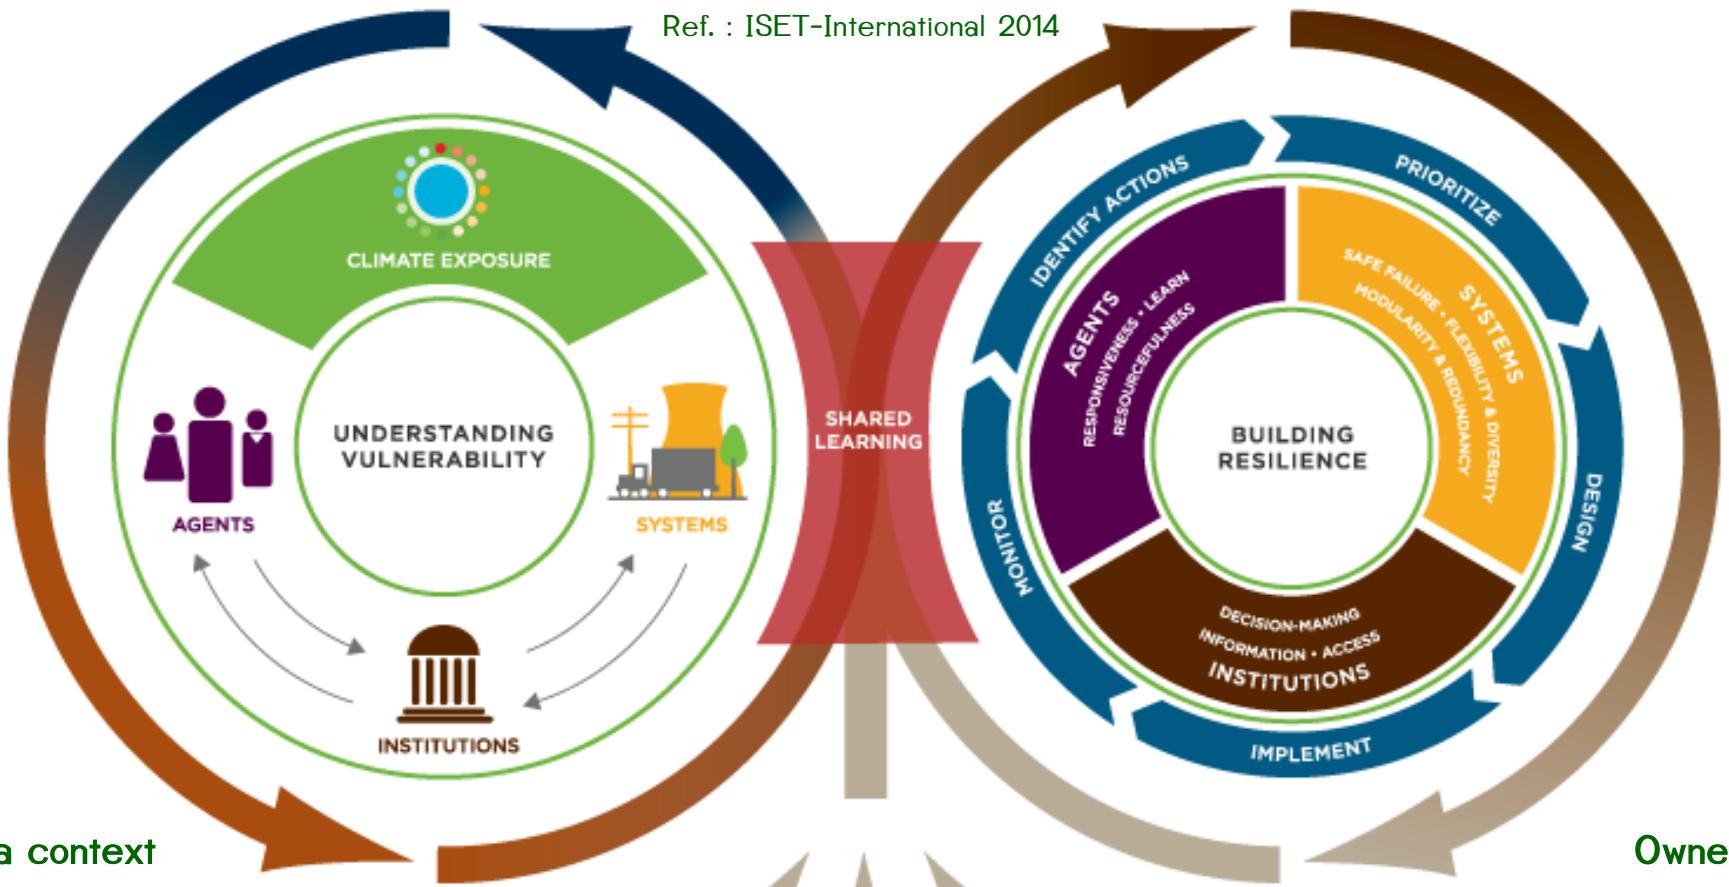 Ref. : ISET-International 2014
CLIMATE EXPOSURE
UNDERSTANDING
VULNERABILITY
AGENTS
SYSTEMS
INSTITUTIONS
SHARED
LEARNING
IDENTIFY ACTIONS
PRIORITIZE
DESIGN
IMPLEMENT
MONITOR
AGENTS
RESPONSIVENESS • LEARN
RESOURCEFULNESS
SYSTEMS
SAFE FAILURE • FLEXIBILITY & DIVERSITY
MODULARITY & REDUNDANCY
BUILDING
RESILIENCE
DECISION-MAKING
INFORMATION • ACCESS
INSTITUTIONS
a context
Owne